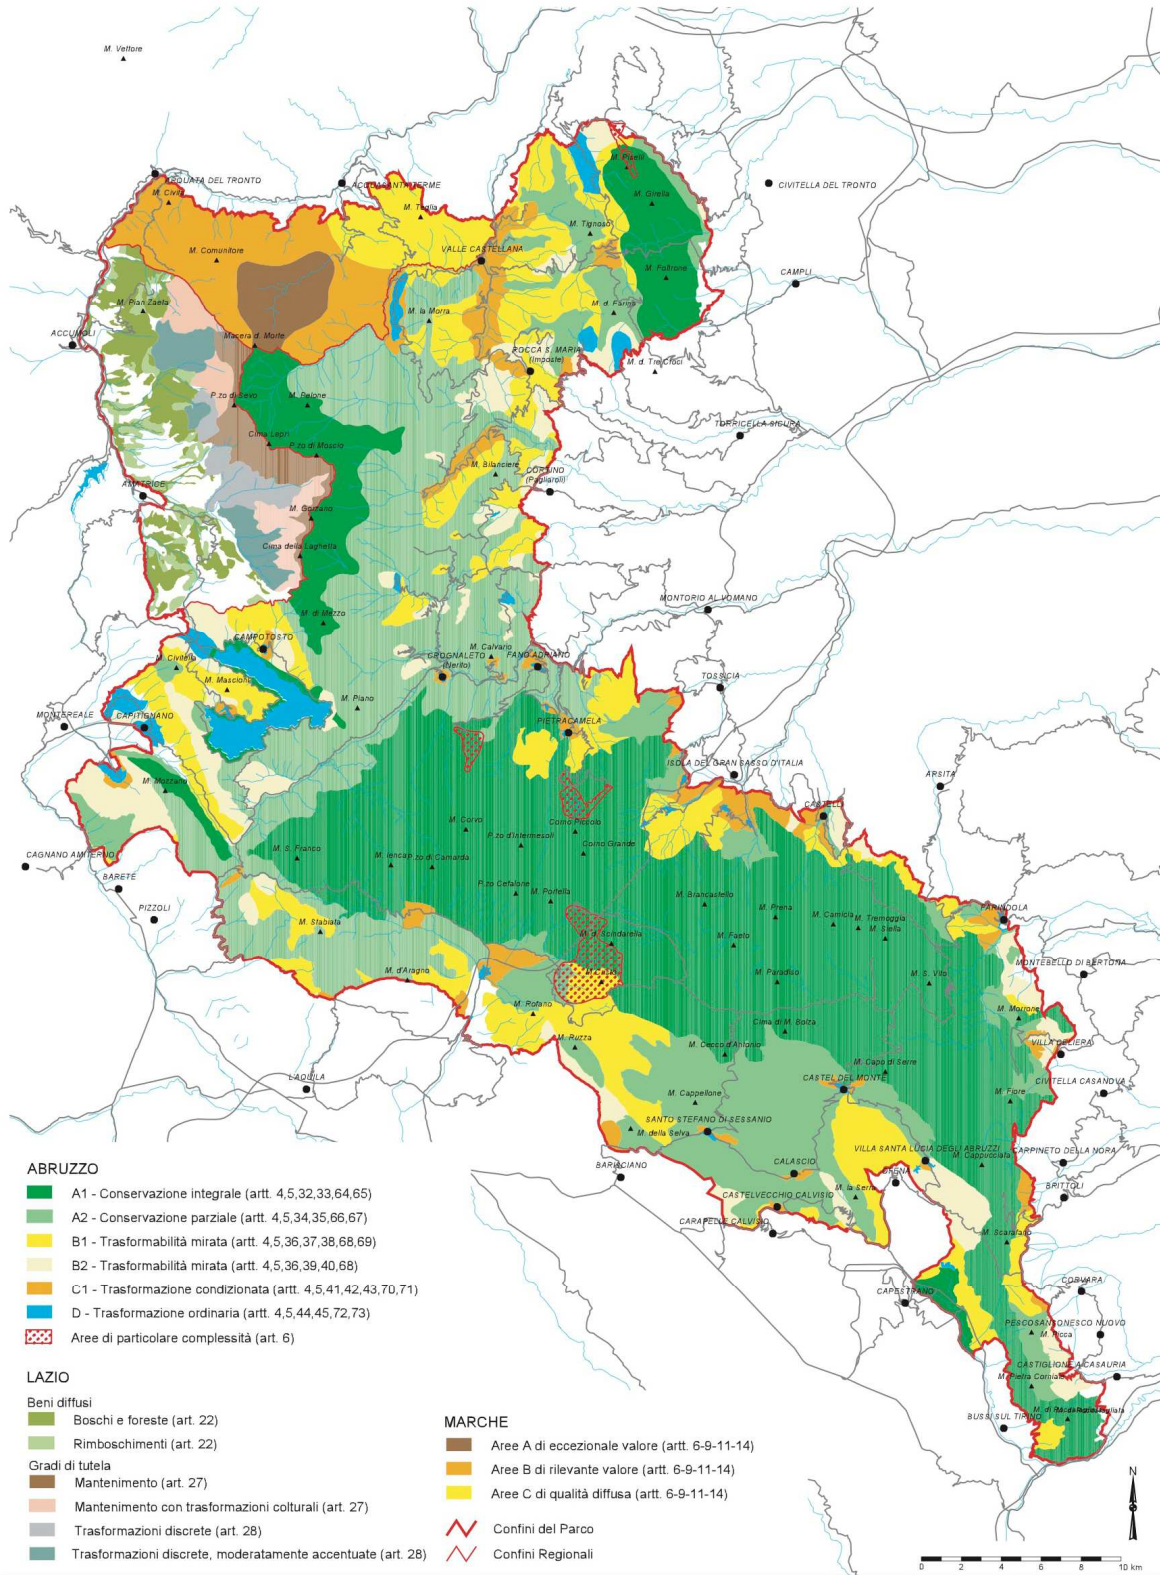 M. Vettore
ARQUATA DEL TRONTO
M. Civita
ACQUASANTA TERME
M. Teglia
M. Comunitore
VALLE CASTELLANA
M. Piselli
M. Girella
CIVITELLA DEL TRONTO
M. Tignoso
M. Foltrone
CAMPLI
M. Pian Zaeta
M. la Morra
M. d. Farina
ACCUMOLI
Macera d. Morte
ROCCA S. MARIA
(Imposte)
M. d. Tre Croci
P.zo di Sevo
M. Pelone
TORRICELLA SICURA
Cima Lepri
P.zo di Moscio
M. Bilanciere
CORTINO
(Pagliaroli)
AMATRICE
M. Gorzano
Cima della Laghetta
M. di Mezzo
MONTORIO AL VOMANO
CAMPOTOSTO
M. Civitella
M. Calvario
CROGNALETO
(Nerito)
FANO ADRIANO
M. Mascioni
TOSSICIA
M. Piano
MONTEREALE
CAPITIGNANO
PIETRACAMELA
ISOLA DEL GRAN SASSO D'ITALIA
ARSITA
M. Mozzano
CASTELLI
M. Corvo
Corno Piccolo
P.zo d'Intermesoli
Corno Grande
M. S. Franco
M. Ienca
P.zo di Camarda
CAGNANO AMITERNO
BARETE
PIZZOLI
P.zo Cefalone
M. Portella
M. Brancastello
M. Prena
M. Camicia
M. Tremoggia
M. Siella
FARINDOLA
M. Stabiata
M. d. Scindarella
M. Faeto
M. d'Aragno
M. Paradiso
M. S. Vito
MONTEBELLO DI BERTONA
M. Rofano
M. Morrone
Cima di M. Bolza
M. Ruzza
M. Cecco d'Antonio
VILLA CELIERA
M. Capo di Serre
L'AQUILA
CASTEL DEL MONTE
CIVITELLA CASANOVA
M. Cappellone
M. Fiore
SANTO STEFANO DI SESSANIO
M. della Selva
VILLA SANTA LUCIA DEGLI ABRUZZI
CARPINETO DELLA NORA
BARISCIANO
CALASCIO
M. Cappucciata
OFENA
BRITTOLI
CASTELVECCHIO CALVISIO
M. la Serra
CARAPELLE CALVISIO
M. Scarafano
CAPESTRANO
CORVARA
PESCOSANSONESCO NUOVO
M. Picca
CASTIGLIONE A CASAURIA
M. Pietra Corniale
BUSSI SUL TIRINO
ABRUZZO
A1 - Conservazione integrale (artt. 4,5,32,33,64,65)
A2 - Conservazione parziale (artt. 4,5,34,35,66,67)
B1 - Trasformabilità mirata (artt. 4,5,36,37,38,68,69)
B2 - Trasformabilità mirata (artt. 4,5,36,39,40,68)
C1 - Trasformazione condizionata (artt. 4,5,41,42,43,70,71)
D - Trasformazione ordinaria (artt. 4,5,44,45,72,73)
Aree di particolare complessità (art. 6)
LAZIO
Beni diffusi
Boschi e foreste (art. 22)
Rimboschimenti (art. 22)
Gradi di tutela
Mantenimento (art. 27)
Mantenimento con trasformazioni colturali (art. 27)
Trasformazioni discrete (art. 28)
Trasformazioni discrete, moderatamente accentuate (art. 28)
MARCHE
Aree A di eccezionale valore (artt. 6-9-11-14)
Aree B di rilevante valore (artt. 6-9-11-14)
Aree C di qualità diffusa (artt. 6-9-11-14)
Confini del Parco
Confini Regionali
N
0 2 4 6 8 10 km